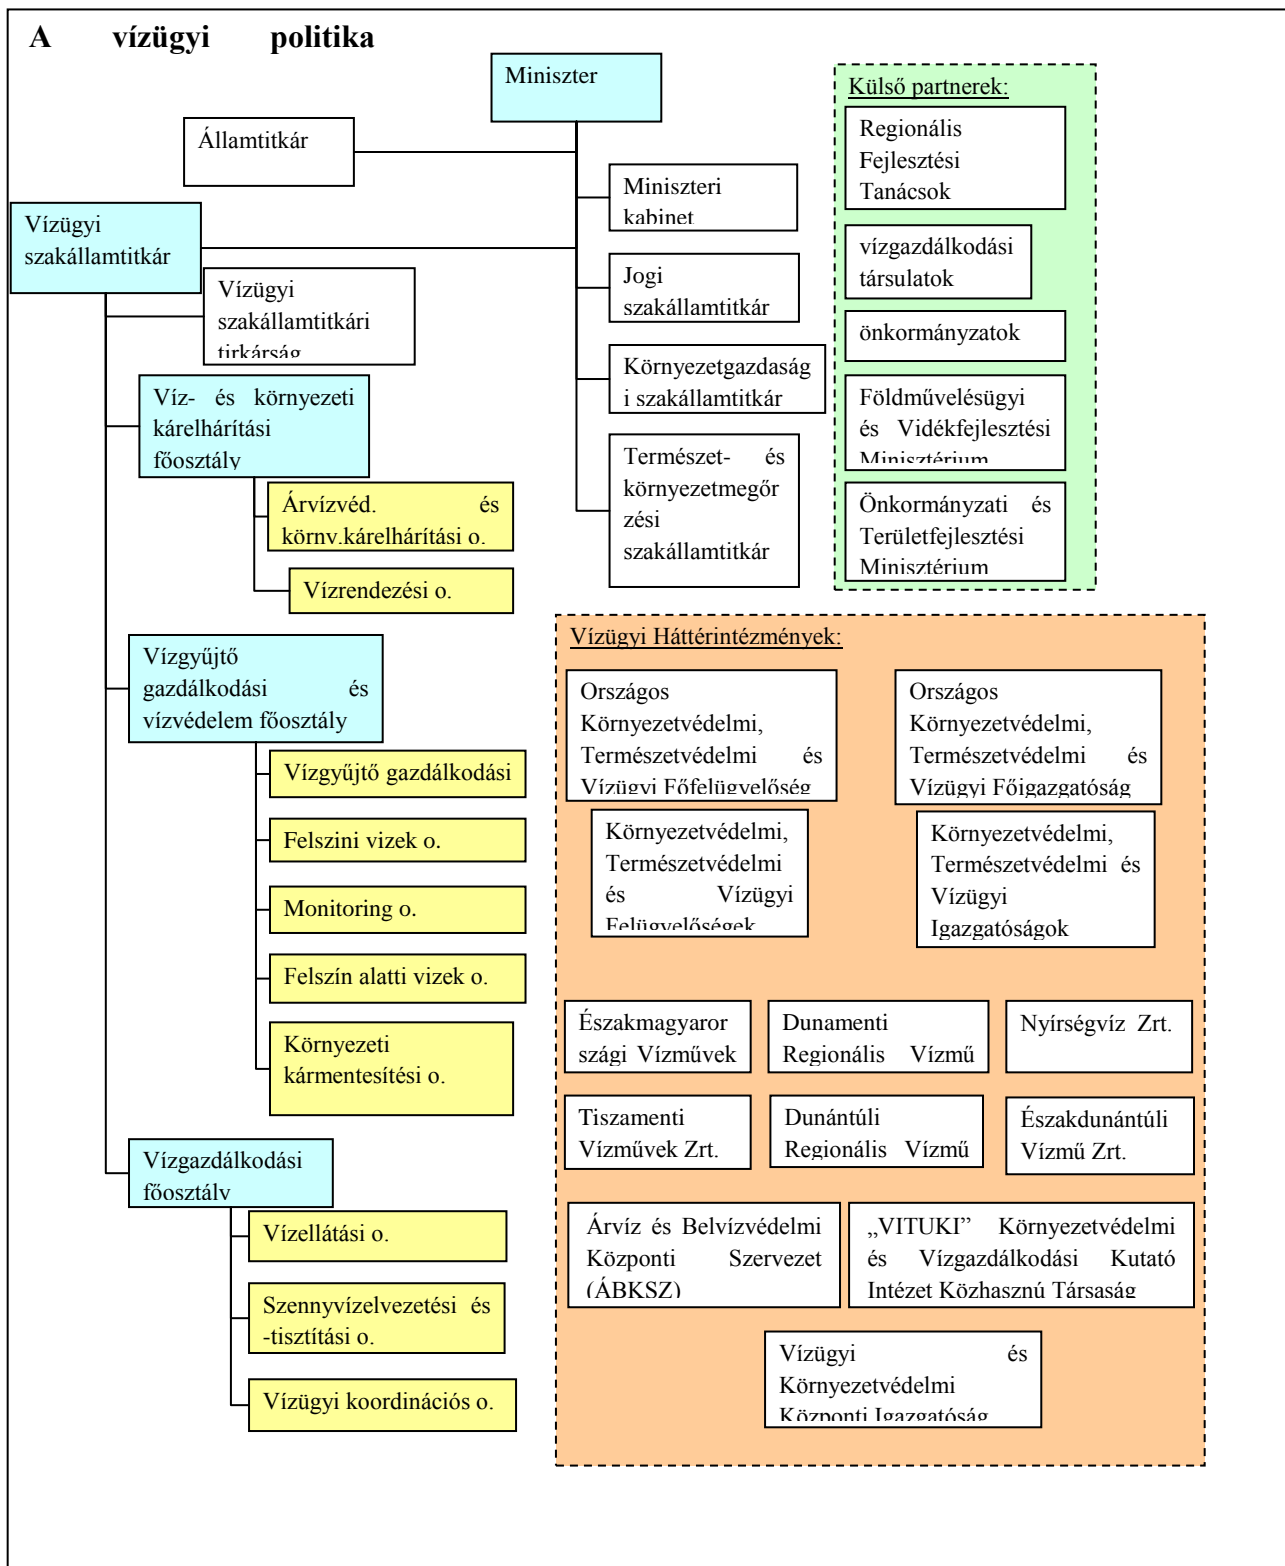 A vízügyi politika
Miniszter
Államtitkár
Miniszteri
kabinet
Vízügyi
szakállamtitkár
Vízügyi
szakállamtitkári
tirkárság
Jogi
szakállamtitkár
Környezetgazdaság
i szakállamtitkár
Természet- és
környezetmegőr
zési
szakállamtitkár
Víz- és környezeti
kárelhárítási
főosztály
Árvízvéd. és
körny.kárelhárítási o.
Vízrendezési o.
Vízgyűjtő
gazdálkodási és
vízvédelem főosztály
Vízgyűjtő gazdálkodási
Felszini vizek o.
Monitoring o.
Felszín alatti vizek o.
Környezeti
kármentesítési o.
Vízgazdálkodási
főosztály
Vízellátási o.
Szennyvízelvezetési és
-tisztítási o.
Vízügyi koordinációs o.
Külső partnerek:
Regionális
Fejlesztési
Tanácsok
vízgazdálkodási
társulatok
önkormányzatok
Földművelésügyi
és Vidékfejlesztési
Minisztérium
Önkormányzati és
Területfejlesztési
Minisztérium
Vízügyi Háttérintézmények:
Országos
Környezetvédelmi,
Természetvédelmi és
Vízügyi Főfelügyelőség
Országos
Környezetvédelmi,
Természetvédelmi és
Vízügyi Főigazgatóság
Környezetvédelmi,
Természetvédelmi
és Vízügyi
Felügyelőségek
Környezetvédelmi,
Természetvédelmi és
Vízügyi
Igazgatóságok
Északmagyaror
szági Vízművek
Dunamenti
Regionális Vízmű
Nyírségvíz Zrt.
Tiszamenti
Vízművek Zrt.
Dunántúli
Regionális Vízmű
Északdunántúli
Vízmű Zrt.
Árvíz és Belvízvédelmi
Központi Szervezet
(ÁBKSZ)
„VITUKI” Környezetvédelmi
és Vízgazdálkodási Kutató
Intézet Közhasznú Társaság
Vízügyi és
Környezetvédelmi
Központi Igazgatóság